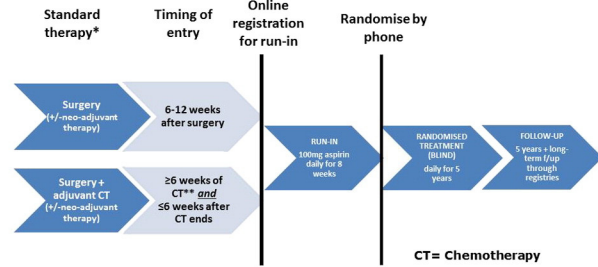 Standard
therapy*
Timing of
entry
Online
registration
for run-in
Randomise by
phone
Surgery
(+/-neo-adjuvant
therapy)
6-12 weeks
after surgery
RUN-IN
100mg aspirin
daily for 8
weeks
RANDOMISED
TREATMENT
(BLIND)
daily for 5
years
FOLLOW-UP
5 years + long-
term f/up
through
registries
Surgery +
adjuvant CT
(+/-neo-adjuvant
therapy)
≥6 weeks of
CT** and
≤6 weeks after
CT ends
CT= Chemotherapy